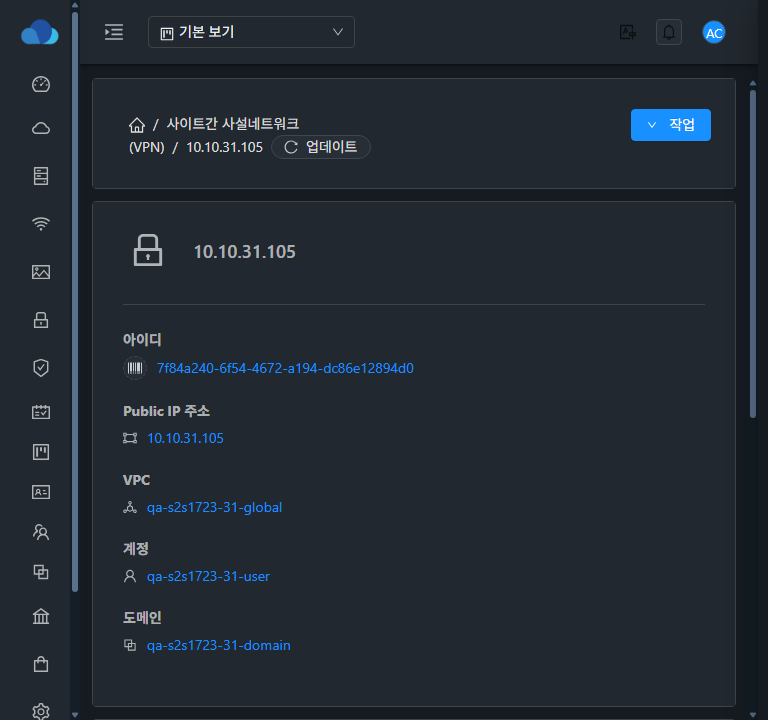 기본 보기
AC
/ 사이트간 사설네트워크
(VPN) / 10.10.31.105 업데이트
작업
10.10.31.105
아이디
7f84a240-6f54-4672-a194-dc86e12894d0
Public IP 주소
10.10.31.105
VPC
qa-s2s1723-31-global
계정
qa-s2s1723-31-user
도메인
qa-s2s1723-31-domain